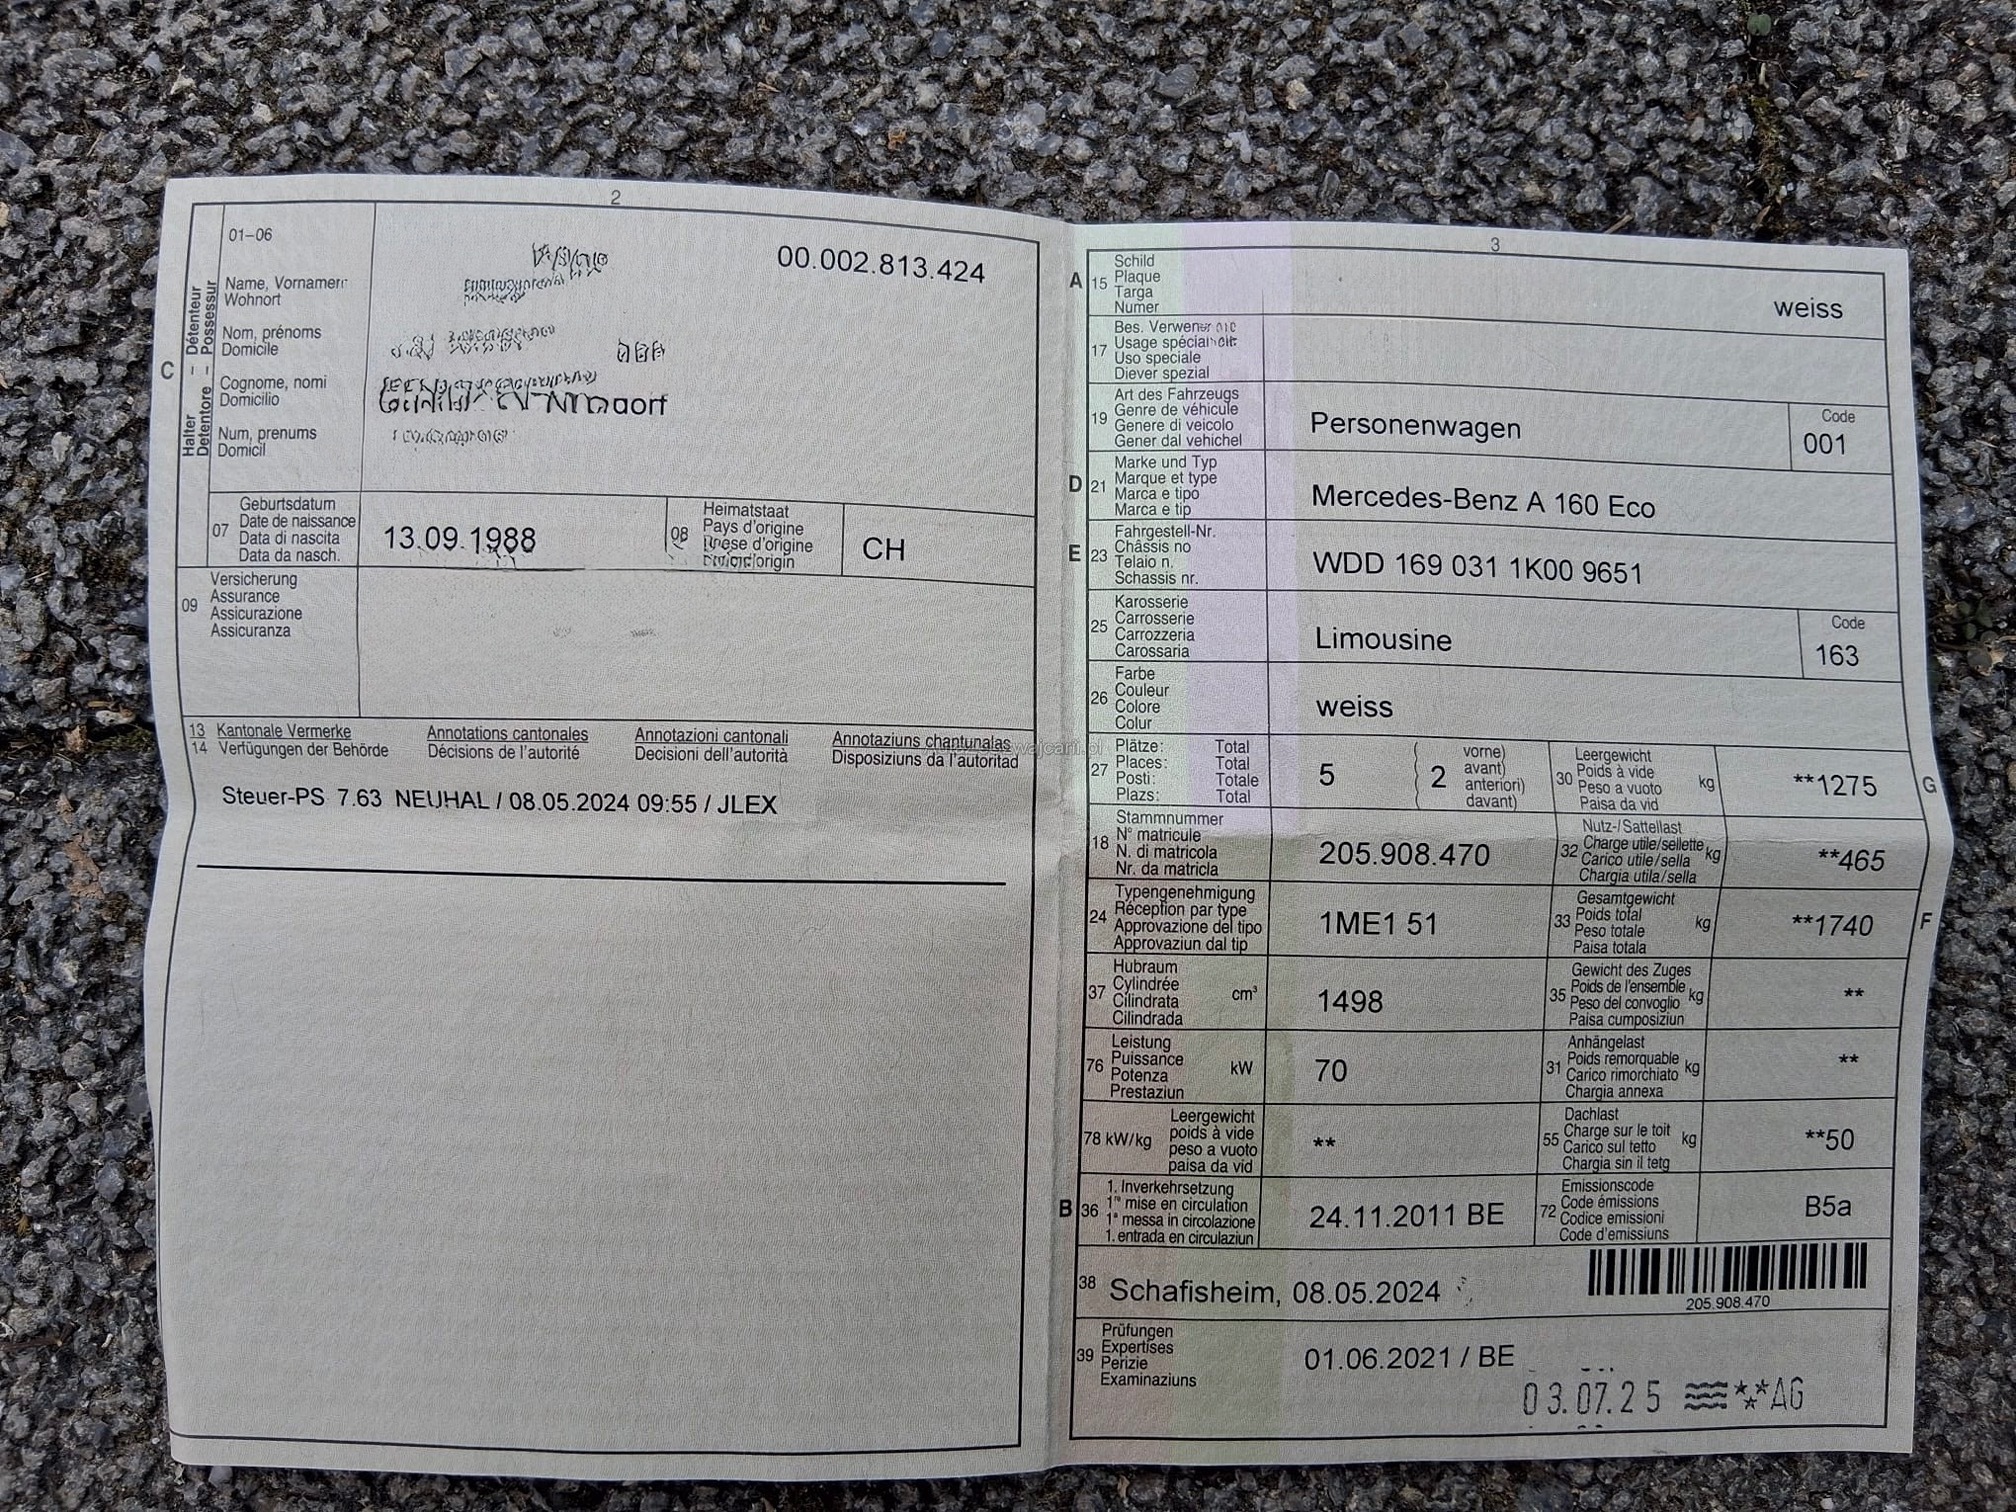 2
01–06
00.002.813.424
C
Halter – Détenteur
Detentore – Possessur
Name, Vornamen
Wohnort
Nom, prénoms
Domicile
Cognome, nomi
Domicilio
Num, prenums
Domicil
07
Geburtsdatum
Date de naissance
Data di nascita
Data da nasch.
13.09.1988
08
Heimatstaat
Pays d'origine
d'origine
d'origin
CH
09
Versicherung
Assurance
Assicurazione
Assicuranza
13 Kantonale Vermerke Annotations cantonales Annotazioni cantonali Annotaziuns chantunalas
14 Verfügungen der Behörde Décisions de l'autorité Decisioni dell'autorità Disposiziuns da l'autoritad
Steuer-PS 7.63 NEUHAL / 08.05.2024 09:55 / JLEX
3
A 15
Schild
Plaque
Targa
Numer
weiss
17
Bes.
Usage spécial
Uso speciale
Diever spezial
19
Art des Fahrzeugs
Genre de véhicule
Genere di veicolo
Gener dal vehichel
Personenwagen
Code
001
D 21
Marke und Typ
Marque et type
Marca e tipo
Marca e tip
Mercedes-Benz A 160 Eco
E 23
Fahrgestell-Nr.
Châssis no
Telaio n.
Schassis nr.
WDD 169 031 1K00 9651
25
Karosserie
Carrosserie
Carrozzeria
Carossaria
Limousine
Code
163
26
Farbe
Couleur
Colore
Colur
weiss
27
Plätze: Total
Places: Total
Posti: Totale
Plazs: Total
5
2
vorne)
avant)
anteriori)
davant)
30
Leergewicht
Poids à vide
Peso a vuoto
Paisa da vid
kg
**1275
G
18
Stammnummer
N° matricule
N. di matricola
Nr. da matricla
205.908.470
32
Nutz-/Sattellast
Charge utile/sellette
Carico utile/sella
Chargia utila/sella
kg
**465
24
Typengenehmigung
Réception par type
Approvazione del tipo
Approvaziun dal tip
1ME1 51
33
Gesamtgewicht
Poids total
Peso totale
Paisa totala
kg
**1740
F
37
Hubraum
Cylindrée
Cilindrata
Cilindrada
cm³
1498
35
Gewicht des Zuges
Poids de l'ensemble
Peso del convoglio
Paisa cumposiziun
kg
**
76
Leistung
Puissance
Potenza
Prestaziun
kW
70
31
Anhängelast
Poids remorquable
Carico rimorchiato
Chargia annexa
kg
**
78 kW/kg
Leergewicht
poids à vide
peso a vuoto
paisa da vid
**
55
Dachlast
Charge sur le toit
Carico sul tetto
Chargia sin il tetg
kg
**50
B 36
1. Inverkehrsetzung
1re mise en circulation
1a messa in circolazione
1. entrada en circulaziun
24.11.2011 BE
72
Emissionscode
Code émissions
Codice emissioni
Code d'emissiuns
B5a
38 Schafisheim, 08.05.2024
205.908.470
39
Prüfungen
Expertises
Perizie
Examinaziuns
01.06.2021 / BE
03.07.25 AG